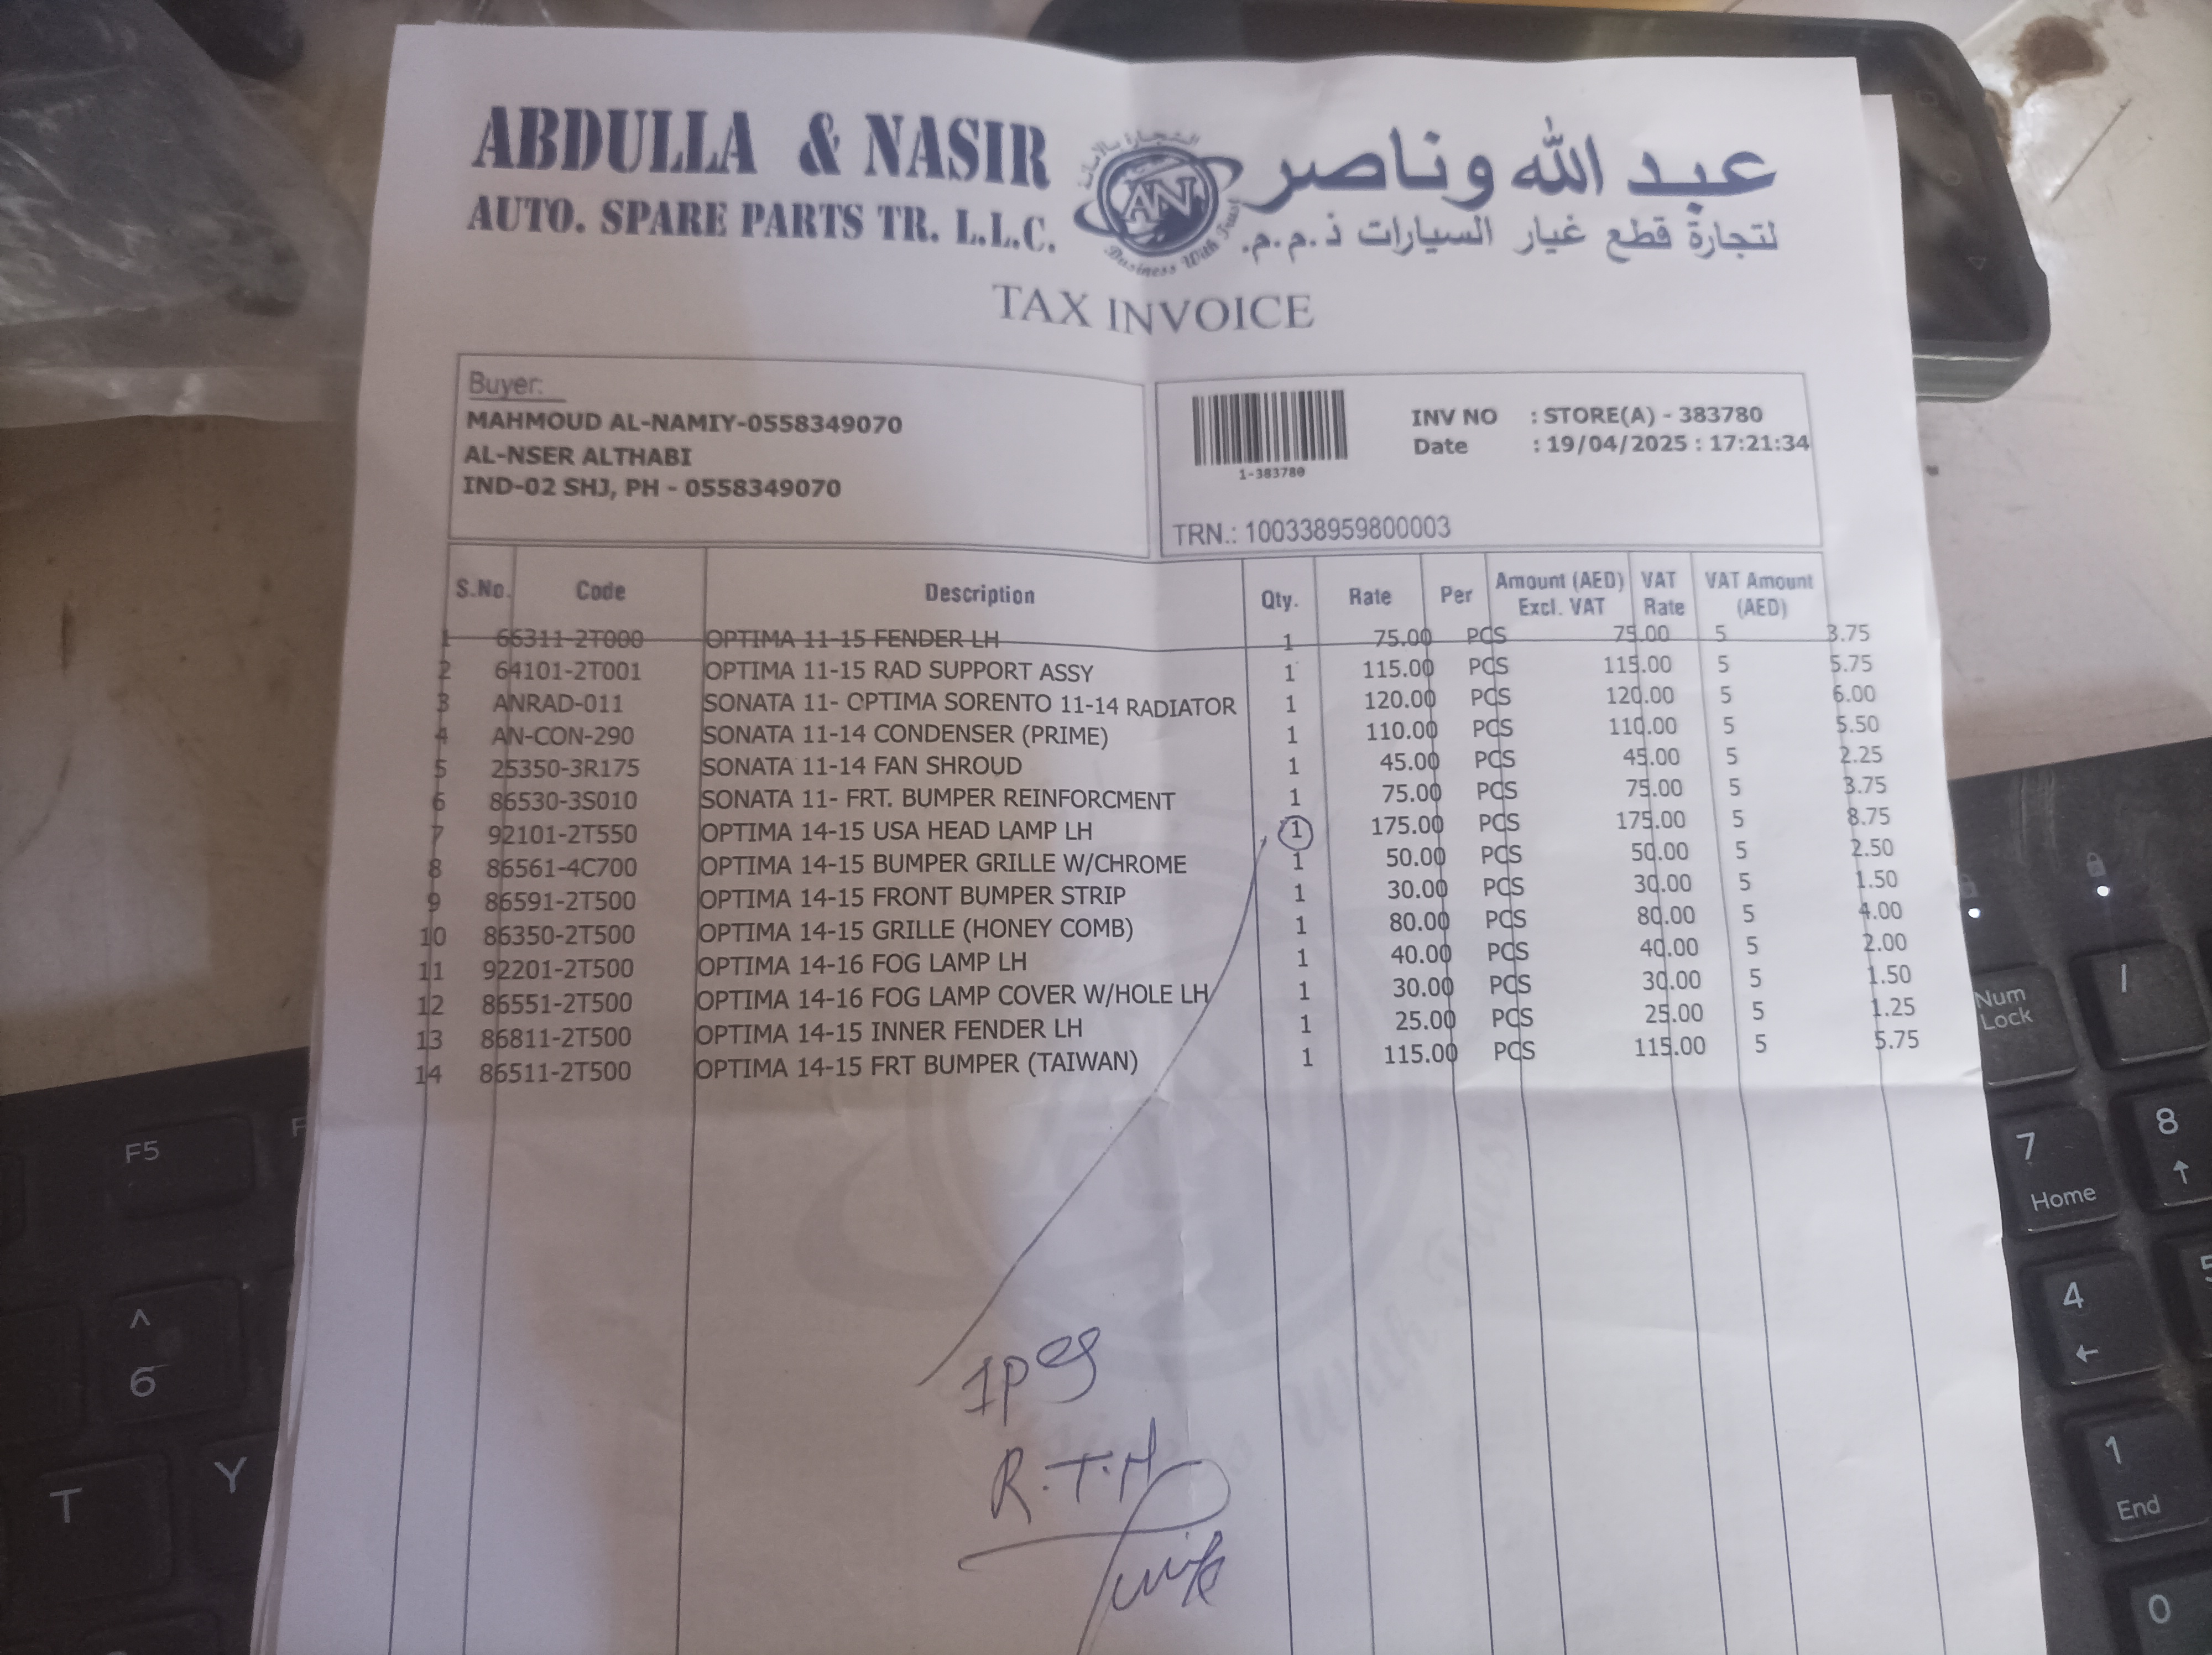 ABDULLA & NASIR
AUTO. SPARE PARTS TR. L.L.C.
التجارة بالأمانة
AN
Business With Trust
عبد الله وناصر
لتجارة قطع غيار السيارات ذ.م.م.
TAX INVOICE
Buyer:
MAHMOUD AL-NAMIY-0558349070
AL-NSER ALTHABI
IND-02 SHJ, PH - 0558349070
1-383780
INV NO : STORE(A) - 383780
Date : 19/04/2025 : 17:21:34
TRN.: 100338959800003
S.No. Code Description Qty. Rate Per Amount (AED) Excl. VAT VAT Rate VAT Amount (AED)
1 66311-2T000 OPTIMA 11-15 FENDER LH 1 75.00 PCS 75.00 5 3.75
2 64101-2T001 OPTIMA 11-15 RAD SUPPORT ASSY 1 115.00 PCS 115.00 5 5.75
3 ANRAD-011 SONATA 11- OPTIMA SORENTO 11-14 RADIATOR 1 120.00 PCS 120.00 5 6.00
4 AN-CON-290 SONATA 11-14 CONDENSER (PRIME) 1 110.00 PCS 110.00 5 5.50
5 25350-3R175 SONATA 11-14 FAN SHROUD 1 45.00 PCS 45.00 5 2.25
6 86530-3S010 SONATA 11- FRT. BUMPER REINFORCMENT 1 75.00 PCS 75.00 5 3.75
7 92101-2T550 OPTIMA 14-15 USA HEAD LAMP LH 1 175.00 PCS 175.00 5 8.75
8 86561-4C700 OPTIMA 14-15 BUMPER GRILLE W/CHROME 1 50.00 PCS 50.00 5 2.50
9 86591-2T500 OPTIMA 14-15 FRONT BUMPER STRIP 1 30.00 PCS 30.00 5 1.50
10 86350-2T500 OPTIMA 14-15 GRILLE (HONEY COMB) 1 80.00 PCS 80.00 5 4.00
11 92201-2T500 OPTIMA 14-16 FOG LAMP LH 1 40.00 PCS 40.00 5 2.00
12 86551-2T500 OPTIMA 14-16 FOG LAMP COVER W/HOLE LH 1 30.00 PCS 30.00 5 1.50
13 86811-2T500 OPTIMA 14-15 INNER FENDER LH 1 25.00 PCS 25.00 5 1.25
14 86511-2T500 OPTIMA 14-15 FRT BUMPER (TAIWAN) 1 115.00 PCS 115.00 5 5.75
1pcs
R.T.H
F5
^
6
T
Y
Num Lock
/
7
Home
8
4
5
1
End
0